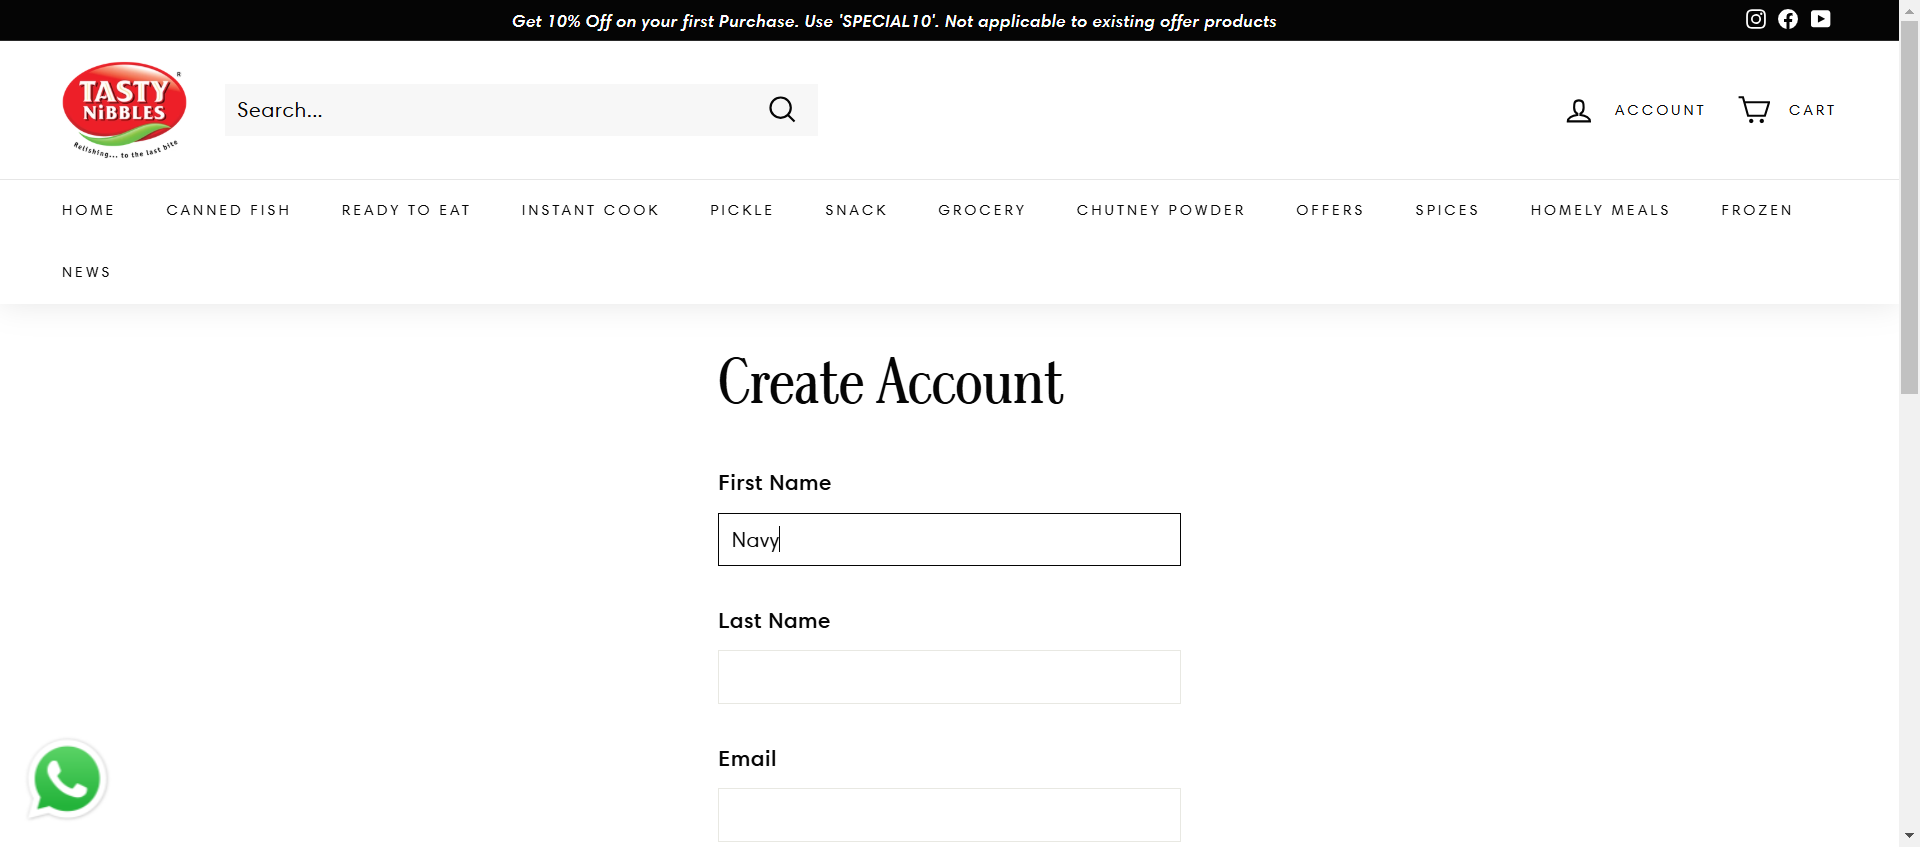 Get 10% Off on your first Purchase. Use 'SPECIAL10'. Not applicable to existing offer products
TASTY
NiBBLES
R
Relishing... to the last bite
Search...
ACCOUNT
CART
HOME
CANNED FISH
READY TO EAT
INSTANT COOK
PICKLE
SNACK
GROCERY
CHUTNEY POWDER
OFFERS
SPICES
HOMELY MEALS
FROZEN
NEWS
Create Account
First Name
Navy
Last Name
Email